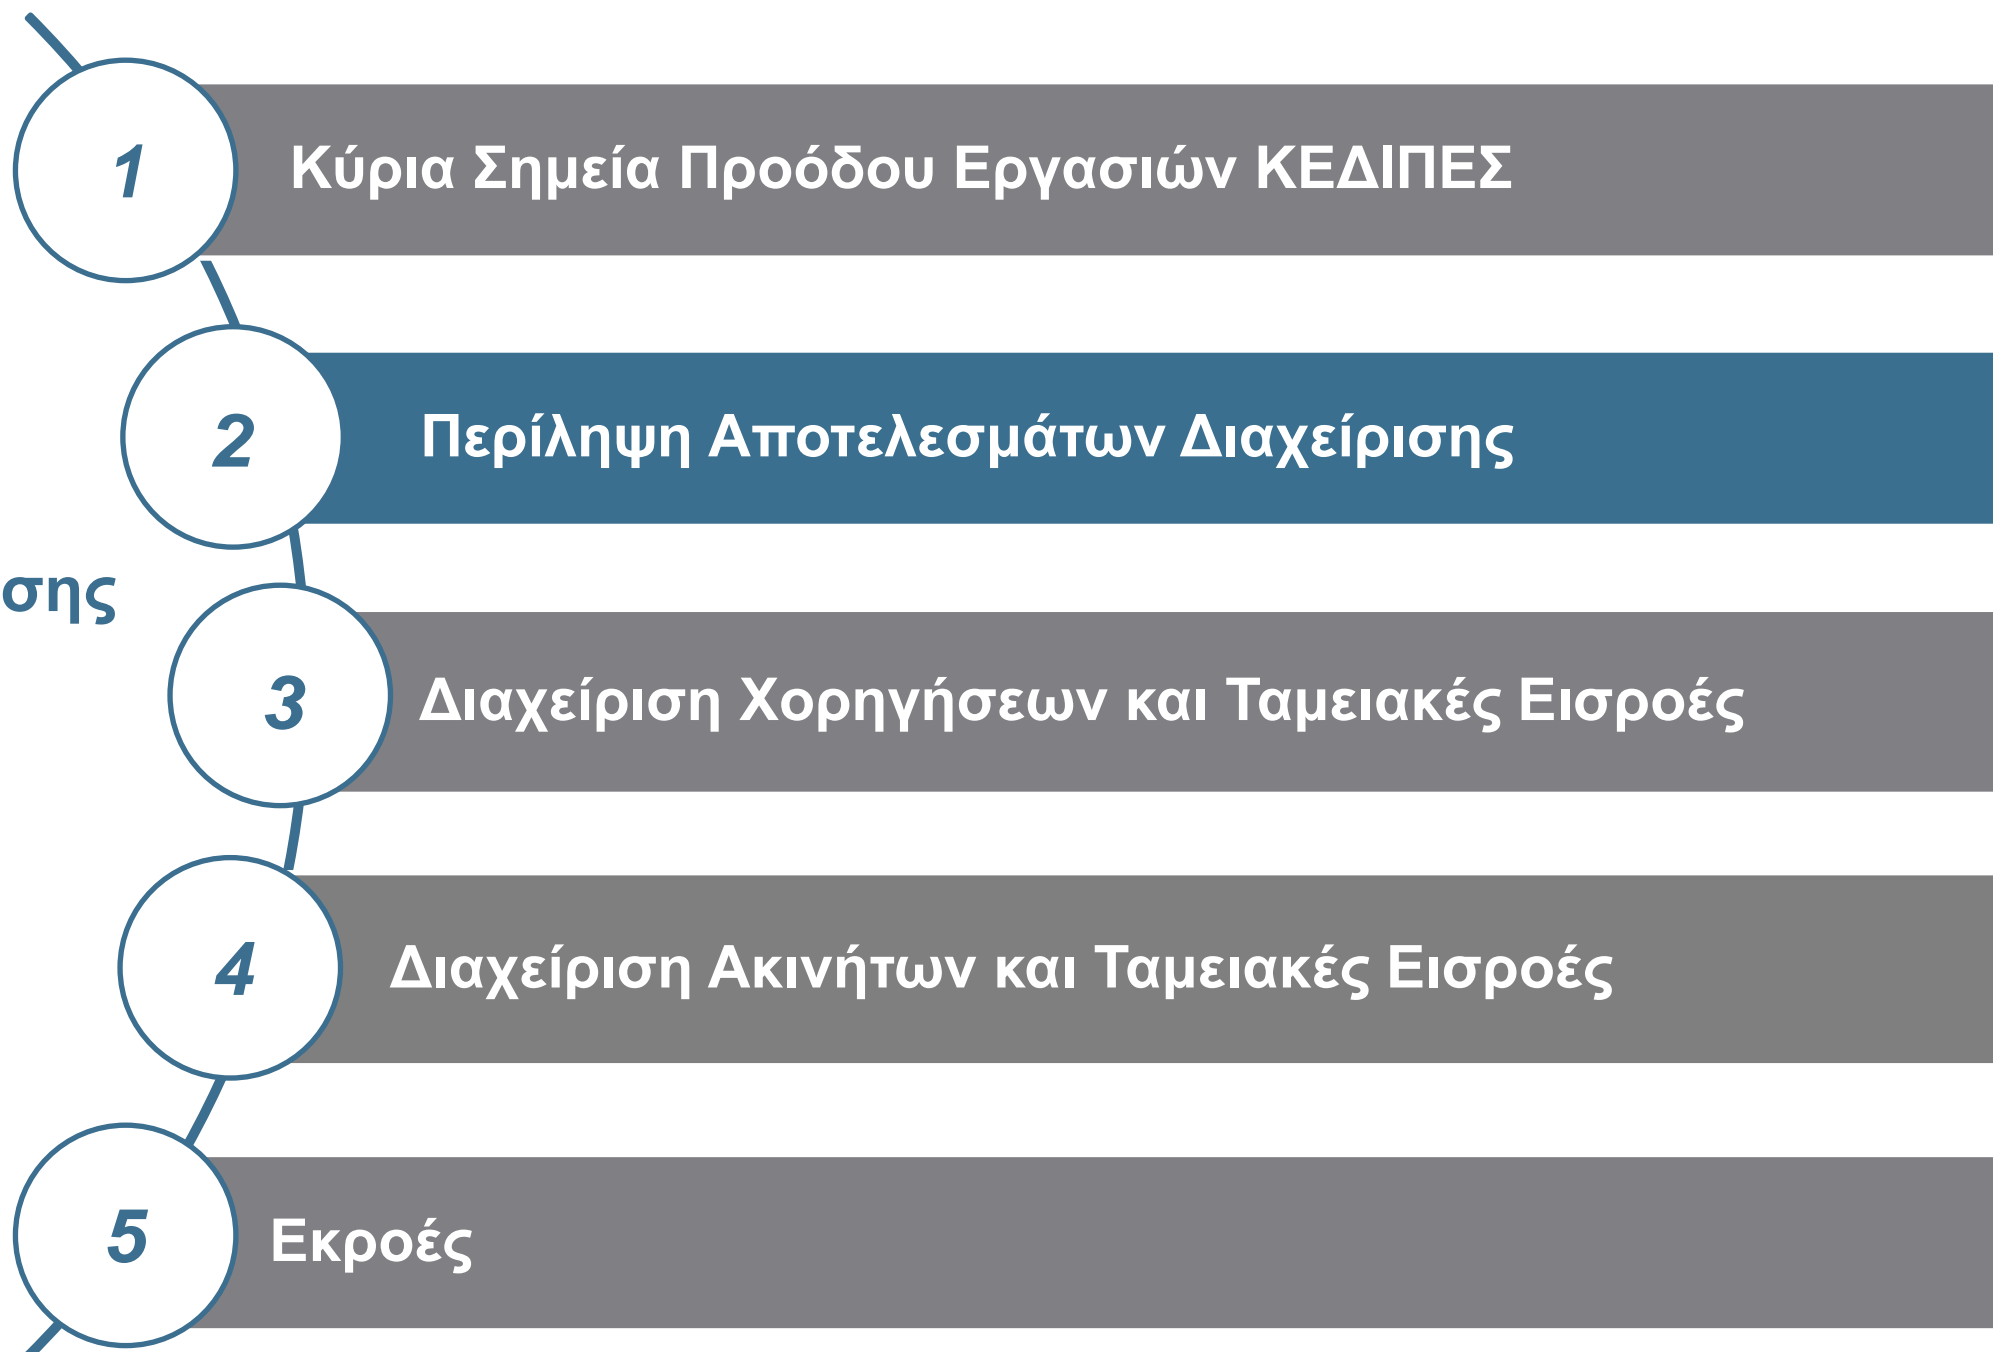 1
Κύρια Σημεία Προόδου Εργασιών ΚΕΔΙΠΕΣ
2
Περίληψη Αποτελεσμάτων Διαχείρισης
σης
3
Διαχείριση Χορηγήσεων και Ταμειακές Εισροές
4
Διαχείριση Ακινήτων και Ταμειακές Εισροές
5
Εκροές